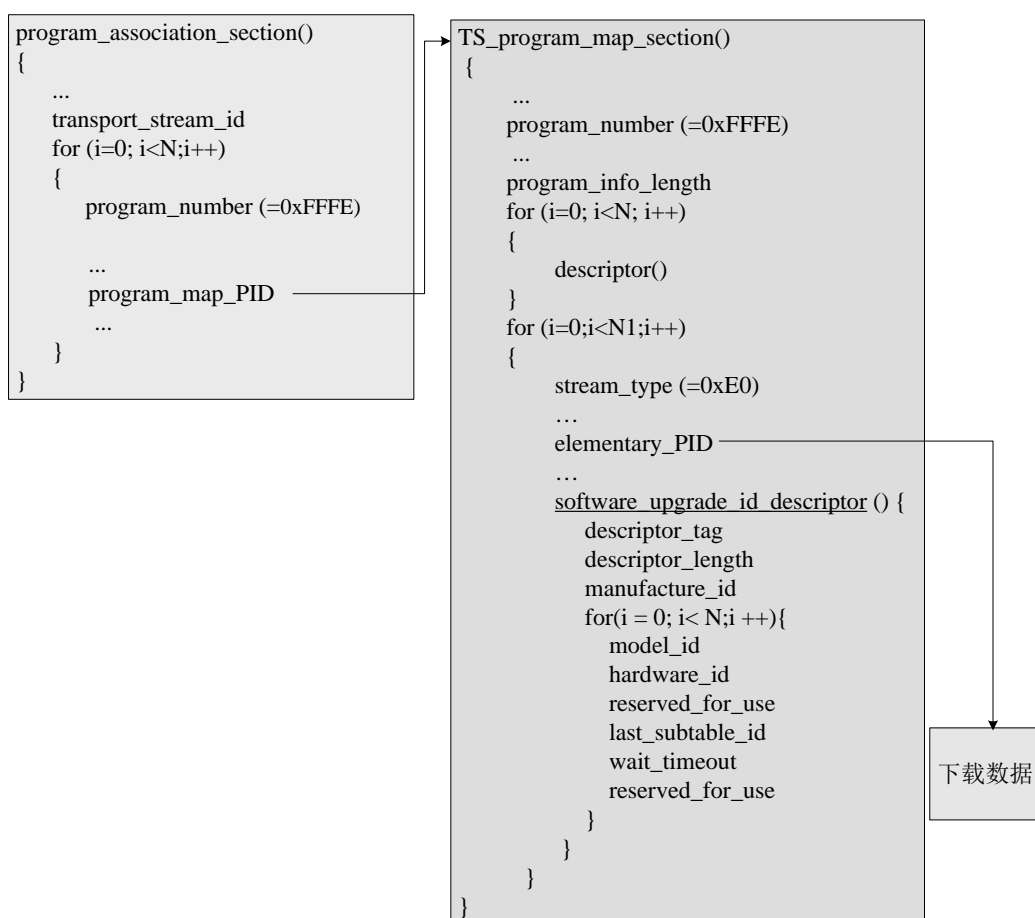 program_association_section()
{
...
transport_stream_id
for (i=0; i<N;i++)
{
program_number (=0xFFFE)
...
program_map_PID
...
}
}
TS_program_map_section()
{
...
program_number (=0xFFFE)
...
program_info_length
for (i=0; i<N; i++)
{
descriptor()
}
for (i=0;i<N1;i++)
{
stream_type (=0xE0)
…
elementary_PID
…
software_upgrade_id_descriptor () {
descriptor_tag
descriptor_length
manufacture_id
for(i = 0; i< N;i ++){
model_id
hardware_id
reserved_for_use
last_subtable_id
wait_timeout
reserved_for_use
}
}
}
}
下载数据